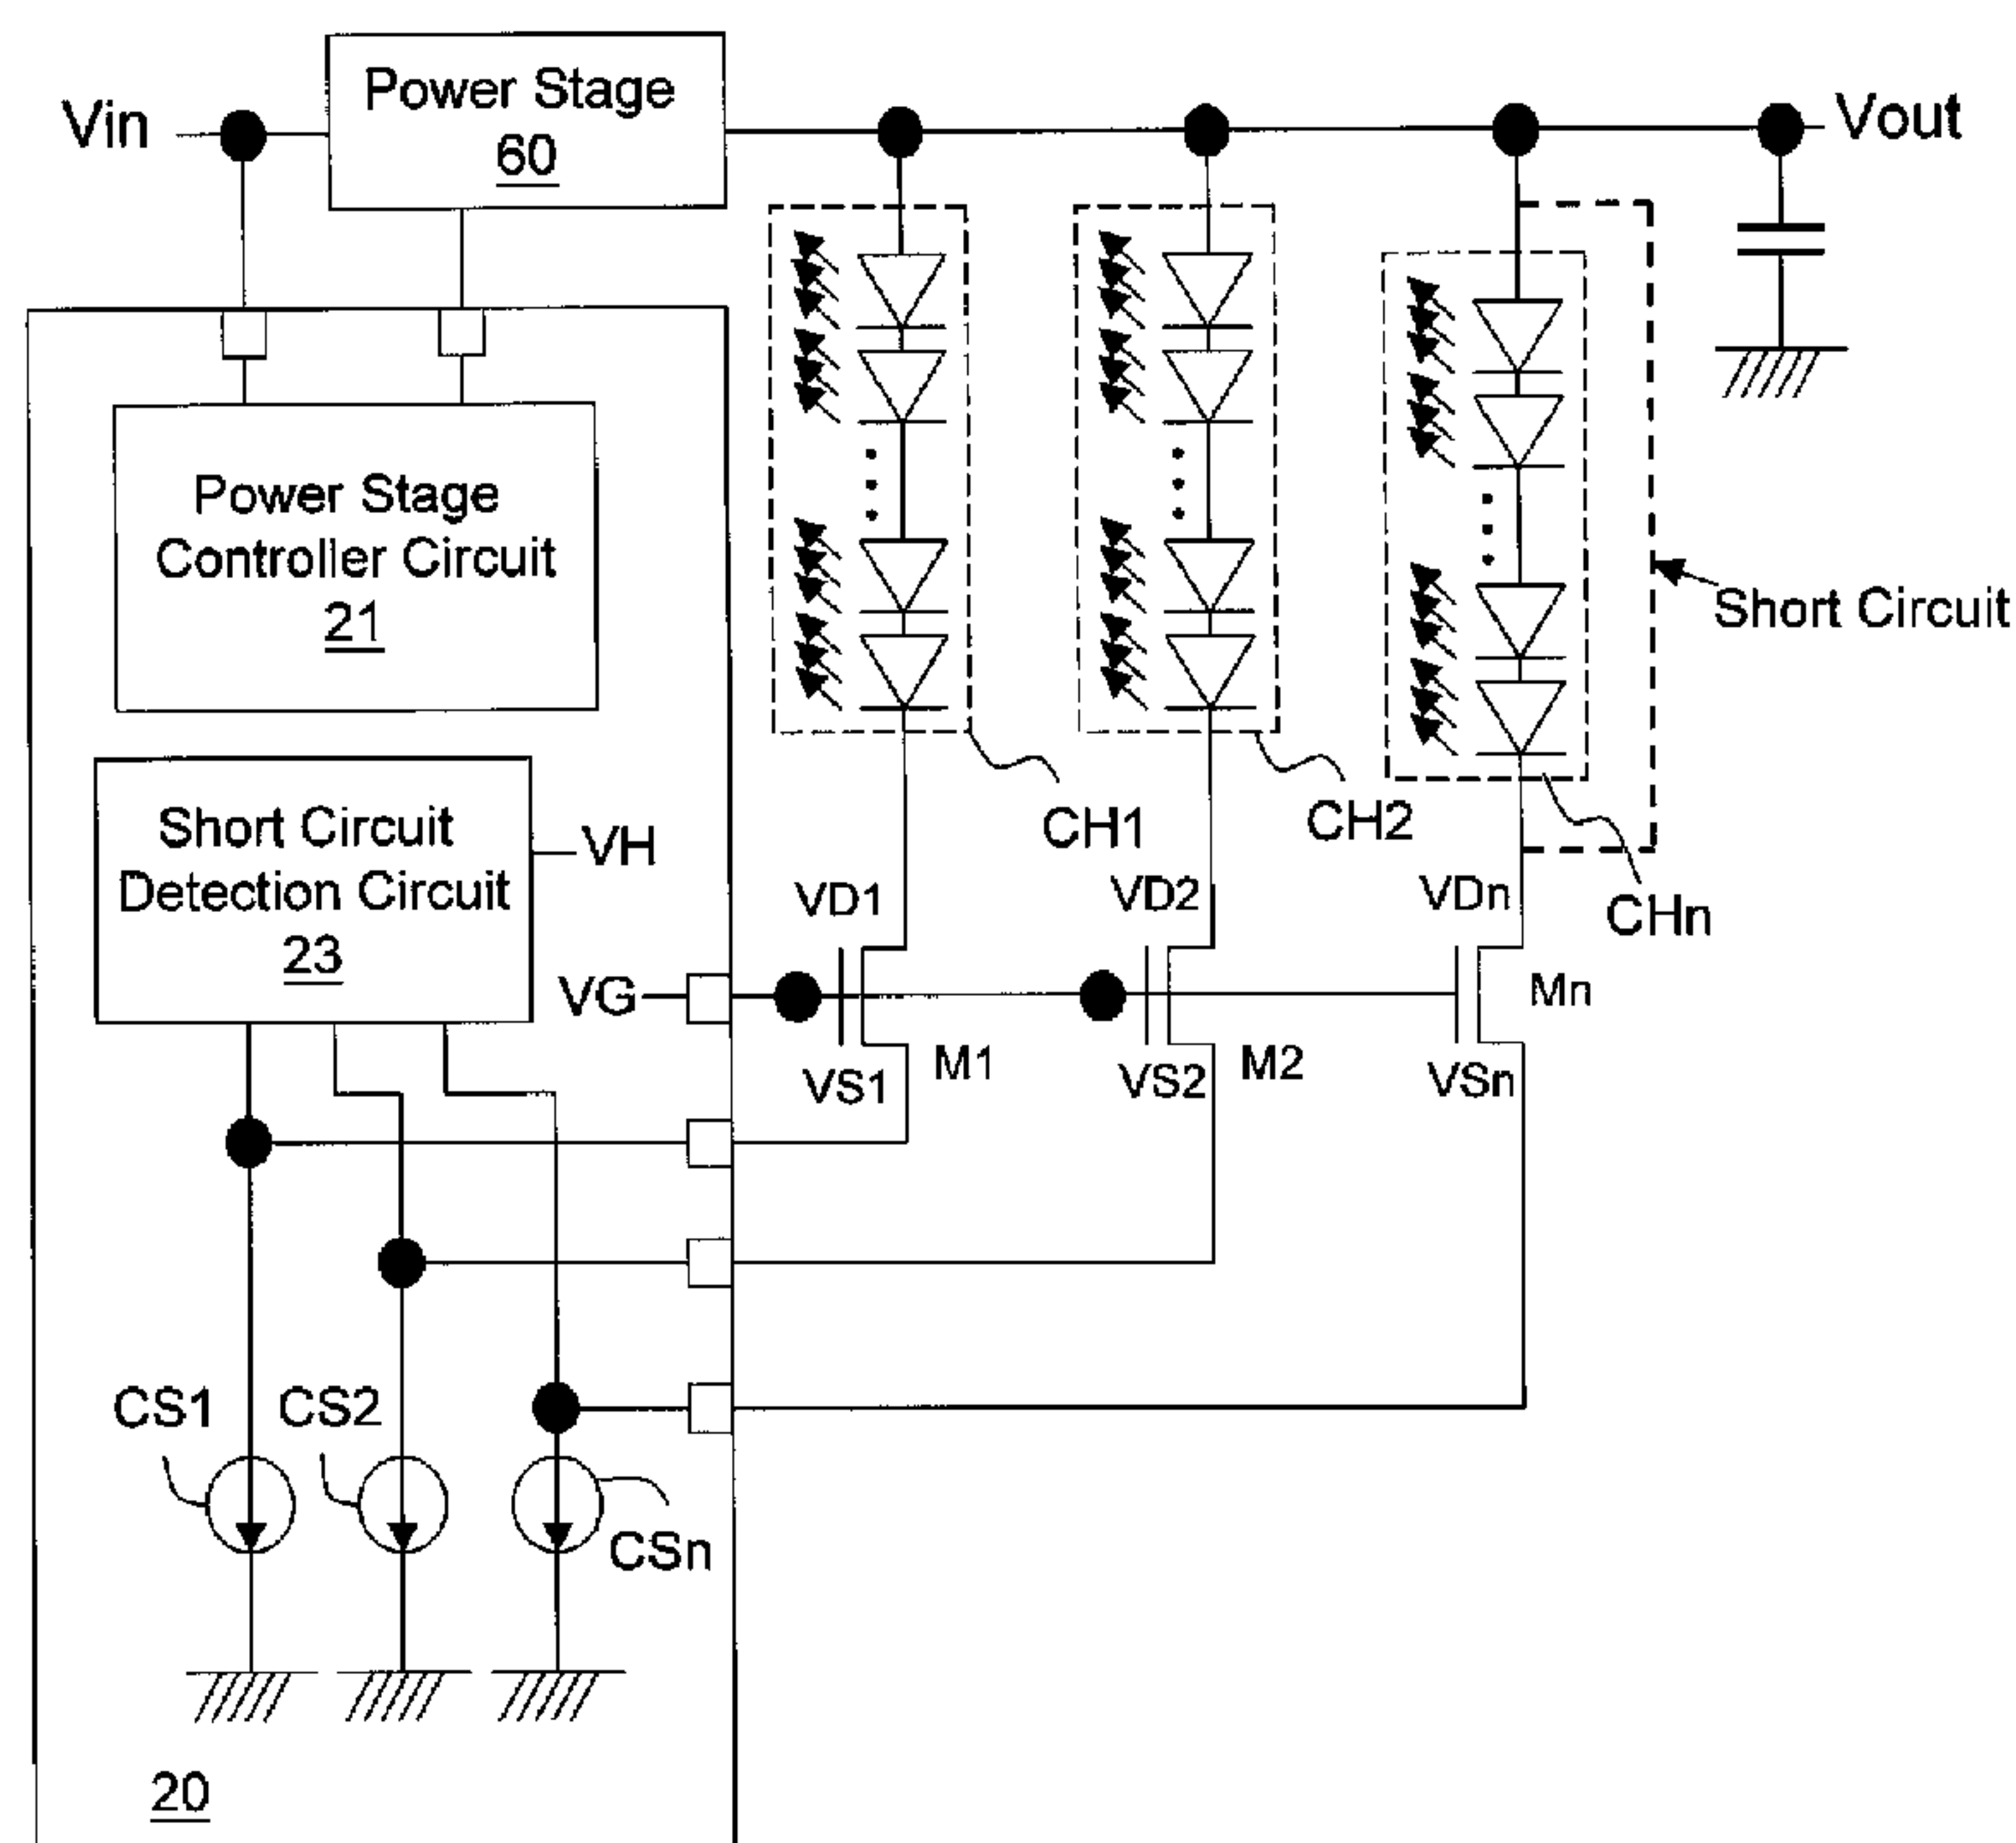 Vin
Power Stage
60
Vout
Power Stage
Controller Circuit
21
Short Circuit
Short Circuit
Detection Circuit
23
VH
CH1
CH2
CHn
VD1
VD2
VDn
VG
Mn
M1
M2
VS1
VS2
VSn
CS1
CS2
CSn
20